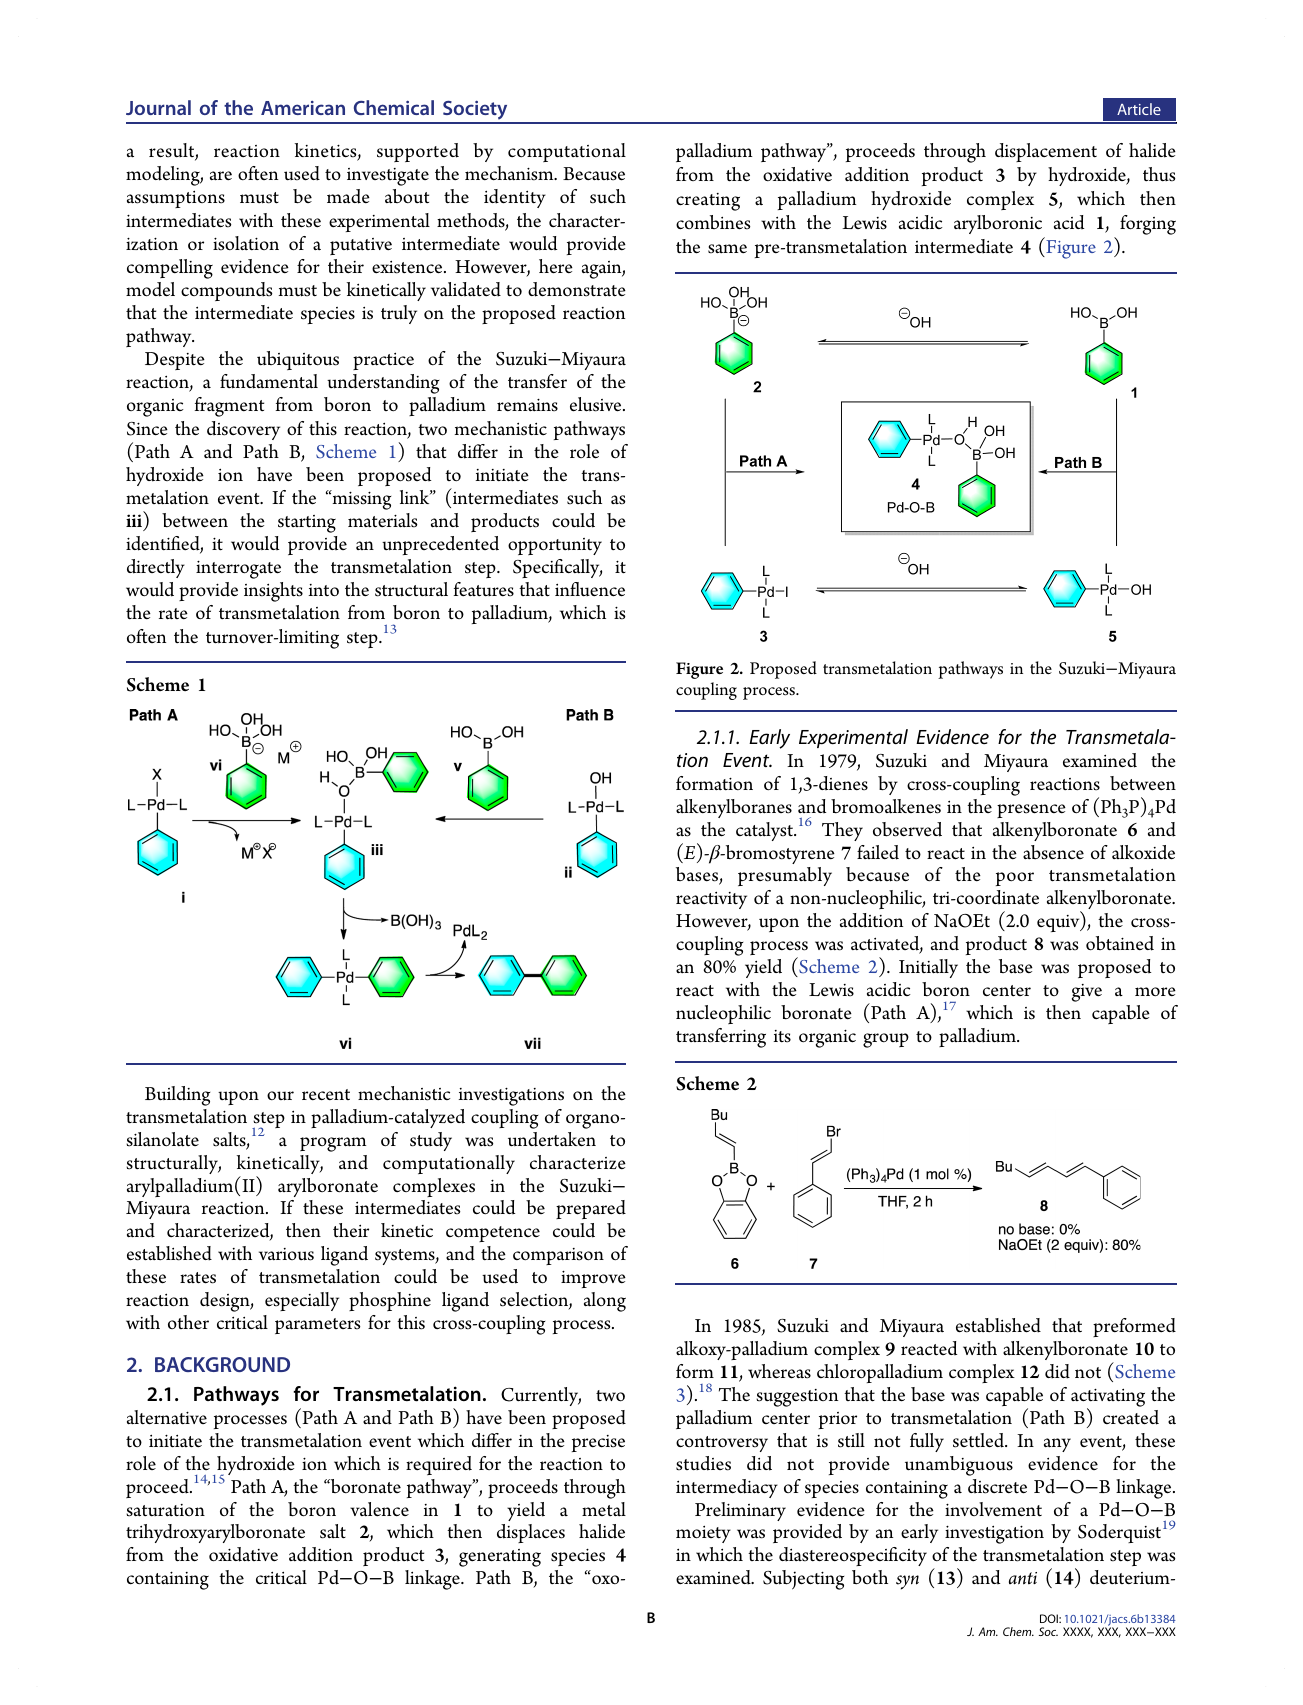 Journal of the American Chemical Society
Article
a result, reaction kinetics, supported by computational
modeling, are often used to investigate the mechanism. Because
assumptions must be made about the identity of such
intermediates with these experimental methods, the character-
ization or isolation of a putative intermediate would provide
compelling evidence for their existence. However, here again,
model compounds must be kinetically validated to demonstrate
that the intermediate species is truly on the proposed reaction
pathway.
Despite the ubiquitous practice of the Suzuki−Miyaura
reaction, a fundamental understanding of the transfer of the
organic fragment from boron to palladium remains elusive.
Since the discovery of this reaction, two mechanistic pathways
(Path A and Path B, Scheme 1) that differ in the role of
hydroxide ion have been proposed to initiate the trans-
metalation event. If the “missing link” (intermediates such as
iii) between the starting materials and products could be
identified, it would provide an unprecedented opportunity to
directly interrogate the transmetalation step. Specifically, it
would provide insights into the structural features that influence
the rate of transmetalation from boron to palladium, which is
often the turnover-limiting step.13
Scheme 1
Path A
Path B
OH
HO OH
B⊖
M⊕
vi
HO OH
H B
O
HO OH
B
v
X
L-Pd-L
OH
L-Pd-L
L-Pd-L
M⊕X⊖
iii
ii
i
B(OH)3
PdL2
L
Pd
L
vi
vii
Building upon our recent mechanistic investigations on the
transmetalation step in palladium-catalyzed coupling of organo-
silanolate salts,12 a program of study was undertaken to
structurally, kinetically, and computationally characterize
arylpalladium(II) arylboronate complexes in the Suzuki−
Miyaura reaction. If these intermediates could be prepared
and characterized, then their kinetic competence could be
established with various ligand systems, and the comparison of
these rates of transmetalation could be used to improve
reaction design, especially phosphine ligand selection, along
with other critical parameters for this cross-coupling process.
2. BACKGROUND
2.1. Pathways for Transmetalation. Currently, two
alternative processes (Path A and Path B) have been proposed
to initiate the transmetalation event which differ in the precise
role of the hydroxide ion which is required for the reaction to
proceed.14,15 Path A, the “boronate pathway”, proceeds through
saturation of the boron valence in 1 to yield a metal
trihydroxyarylboronate salt 2, which then displaces halide
from the oxidative addition product 3, generating species 4
containing the critical Pd−O−B linkage. Path B, the “oxo-
palladium pathway”, proceeds through displacement of halide
from the oxidative addition product 3 by hydroxide, thus
creating a palladium hydroxide complex 5, which then
combines with the Lewis acidic arylboronic acid 1, forging
the same pre-transmetalation intermediate 4 (Figure 2).
OH
HO OH
B⊖
2
⊖OH
HO OH
B
1
Path A
L H
Pd-O OH
L B-OH
4
Pd-O-B
Path B
L
Pd-I
L
3
⊖OH
L
Pd-OH
L
5
Figure 2. Proposed transmetalation pathways in the Suzuki−Miyaura
coupling process.
2.1.1. Early Experimental Evidence for the Transmetala-
tion Event. In 1979, Suzuki and Miyaura examined the
formation of 1,3-dienes by cross-coupling reactions between
alkenylboranes and bromoalkenes in the presence of (Ph3P)4Pd
as the catalyst.16 They observed that alkenylboronate 6 and
(E)-β-bromostyrene 7 failed to react in the absence of alkoxide
bases, presumably because of the poor transmetalation
reactivity of a non-nucleophilic, tri-coordinate alkenylboronate.
However, upon the addition of NaOEt (2.0 equiv), the cross-
coupling process was activated, and product 8 was obtained in
an 80% yield (Scheme 2). Initially the base was proposed to
react with the Lewis acidic boron center to give a more
nucleophilic boronate (Path A),17 which is then capable of
transferring its organic group to palladium.
Scheme 2
Bu
B
O O
6
+
Br
7
(Ph3)4Pd (1 mol %)
THF, 2 h
Bu
8
no base: 0%
NaOEt (2 equiv): 80%
In 1985, Suzuki and Miyaura established that preformed
alkoxy-palladium complex 9 reacted with alkenylboronate 10 to
form 11, whereas chloropalladium complex 12 did not (Scheme
3).18 The suggestion that the base was capable of activating the
palladium center prior to transmetalation (Path B) created a
controversy that is still not fully settled. In any event, these
studies did not provide unambiguous evidence for the
intermediacy of species containing a discrete Pd−O−B linkage.
Preliminary evidence for the involvement of a Pd−O−B
moiety was provided by an early investigation by Soderquist19
in which the diastereospecificity of the transmetalation step was
examined. Subjecting both syn (13) and anti (14) deuterium-
B
DOI: 10.1021/jacs.6b13384
J. Am. Chem. Soc. XXXX, XXX, XXX−XXX